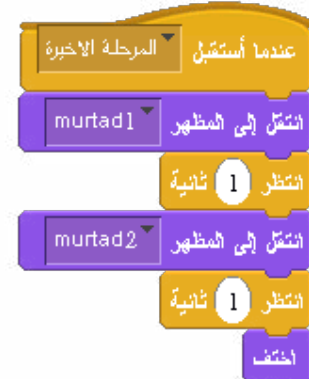 عندما أستقبل المرحلة الاخيرة
انتقل إلى المظهر murtad1
انتظر 1 ثانية
انتقل إلى المظهر murtad2
انتظر 1 ثانية
اختف